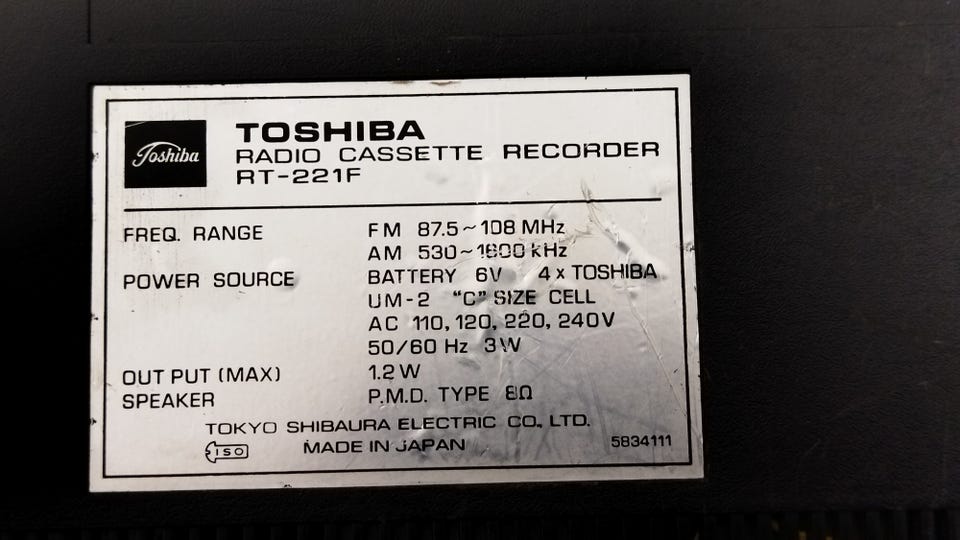 Toshiba
TOSHIBA
RADIO CASSETTE RECORDER
RT-221F
FREQ. RANGE FM 87.5~108 MHz
AM 530~1600 kHz
POWER SOURCE BATTERY 6V 4 x TOSHIBA
UM-2 "C" SIZE CELL
AC 110, 120, 220, 240V
50/60 Hz 3W
OUT PUT (MAX) 1.2 W
SPEAKER P.M.D. TYPE 8Ω
TOKYO SHIBAURA ELECTRIC CO., LTD.
ISO MADE IN JAPAN 5834111